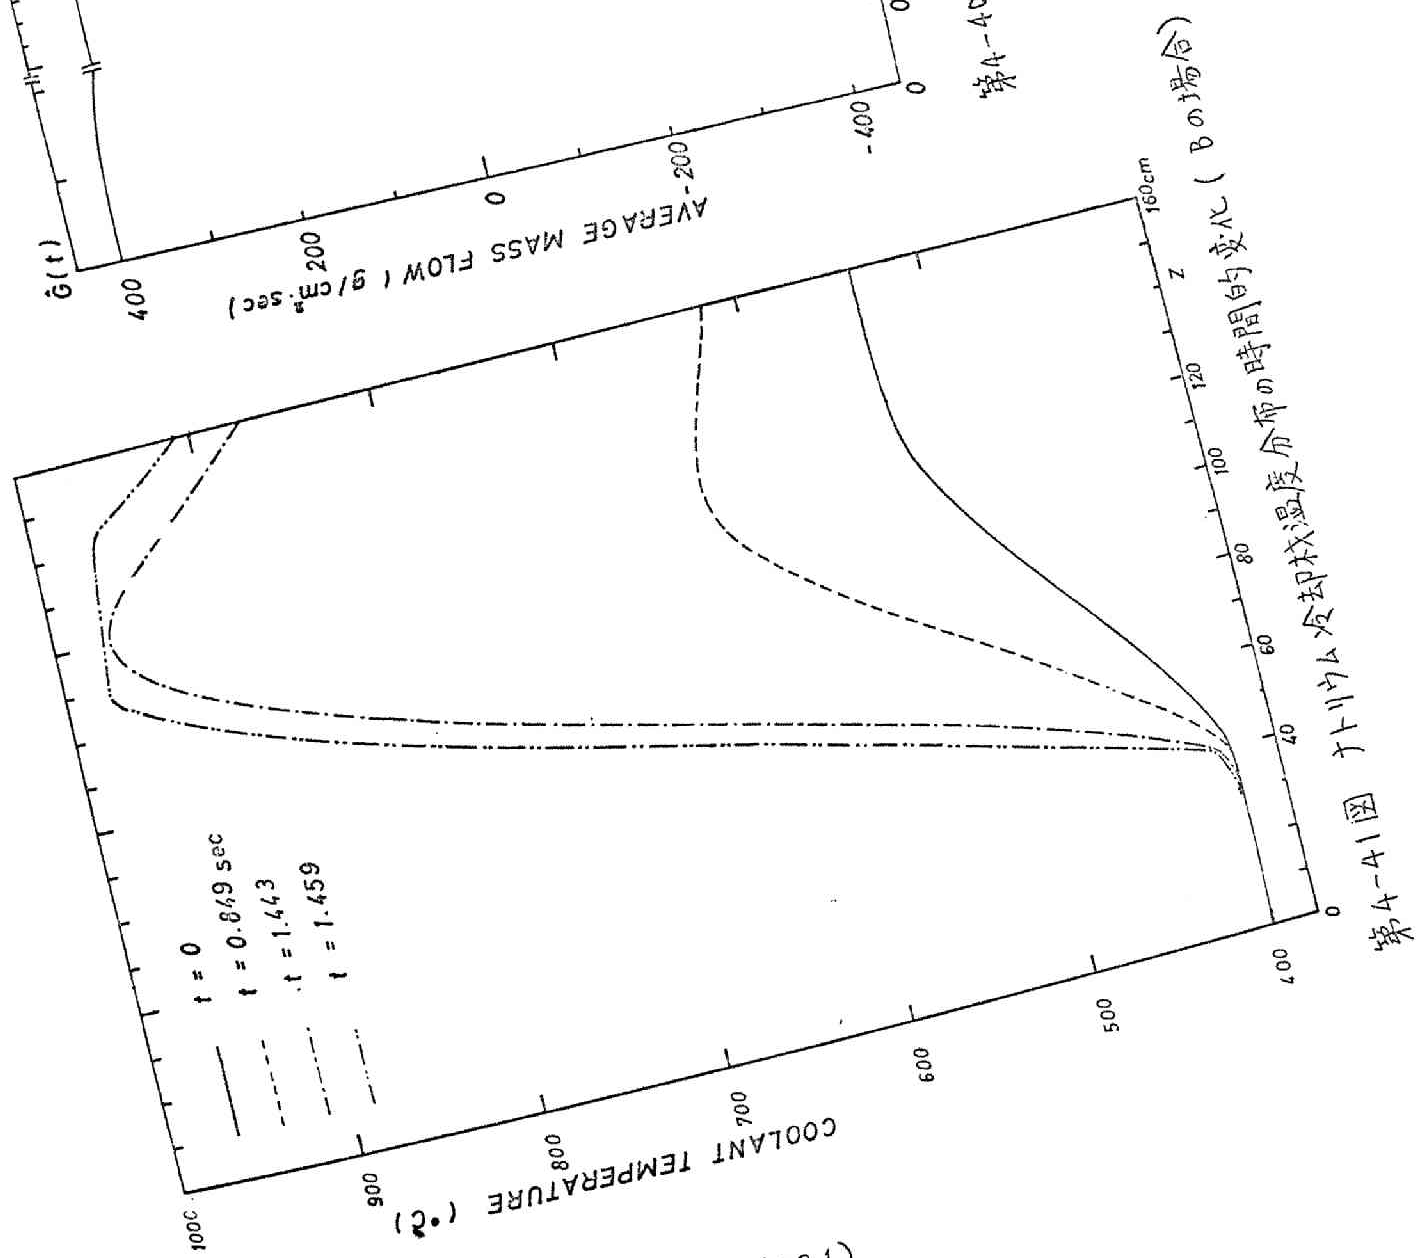 Ĝ(t)
400
200
0
-200
-400
0
AVERAGE MASS FLOW ( g/cm²·sec)
第4-40
t = 0
t = 0.849 sec
t = 1.443
t = 1.459
1000
900
800
700
600
500
400
COOLANT TEMPERATURE (°C)
0
40
60
80
100
120
Z
160cm
第4-41図 ナトリウム冷却材温度分布の時間的変化 ( Bの場合)